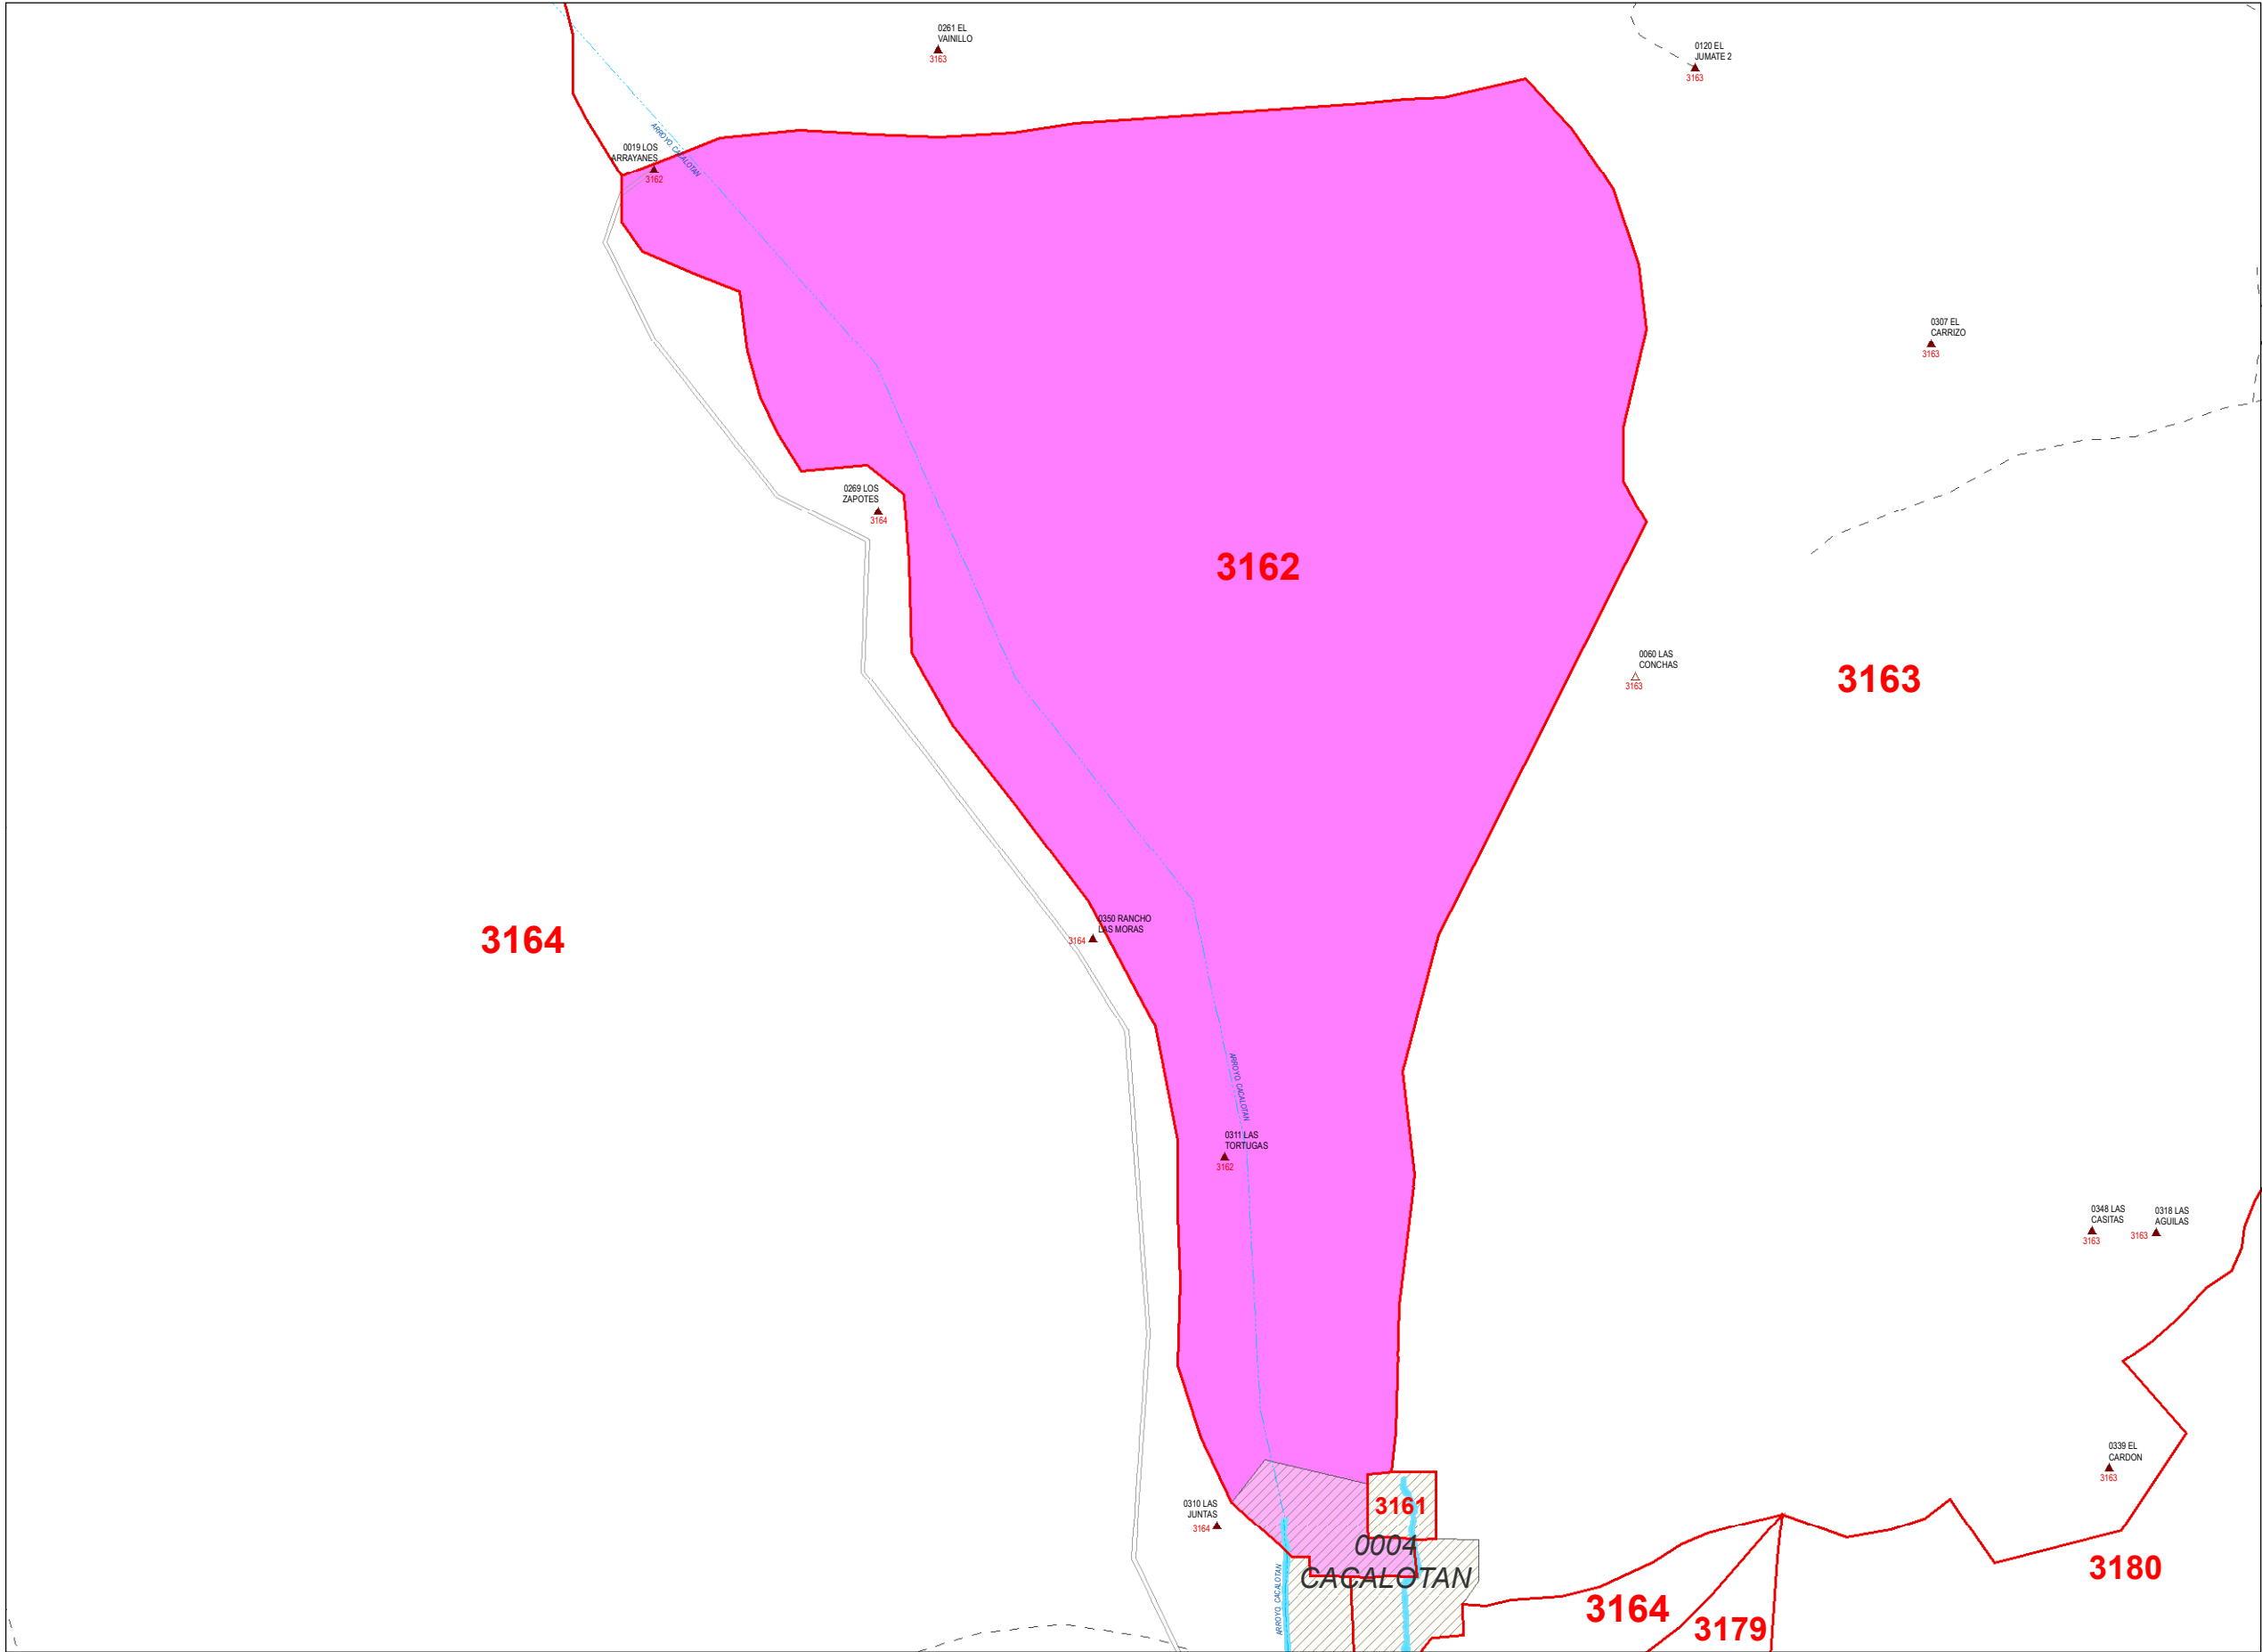 0261 EL
VAINILLO
3163
0120 EL
JUMATE 2
3163
ARROYO CACALOTAN
0019 LOS
ARRAYANES
3162
0307 EL
CARRIZO
3163
0269 LOS
ZAPOTES
3164
3162
0060 LAS
CONCHAS
3163
3163
3164
0350 RANCHO
LAS MORAS
3164
ARROYO CACALOTAN
0311 LAS
TORTUGAS
3162
0348 LAS
CASITAS
3163
0318 LAS
AGUILAS
3163
0339 EL
CARDON
3163
0310 LAS
JUNTAS
3164
3161
0004
CACALOTAN
ARROYO CACALOTAN
3180
3164
3179